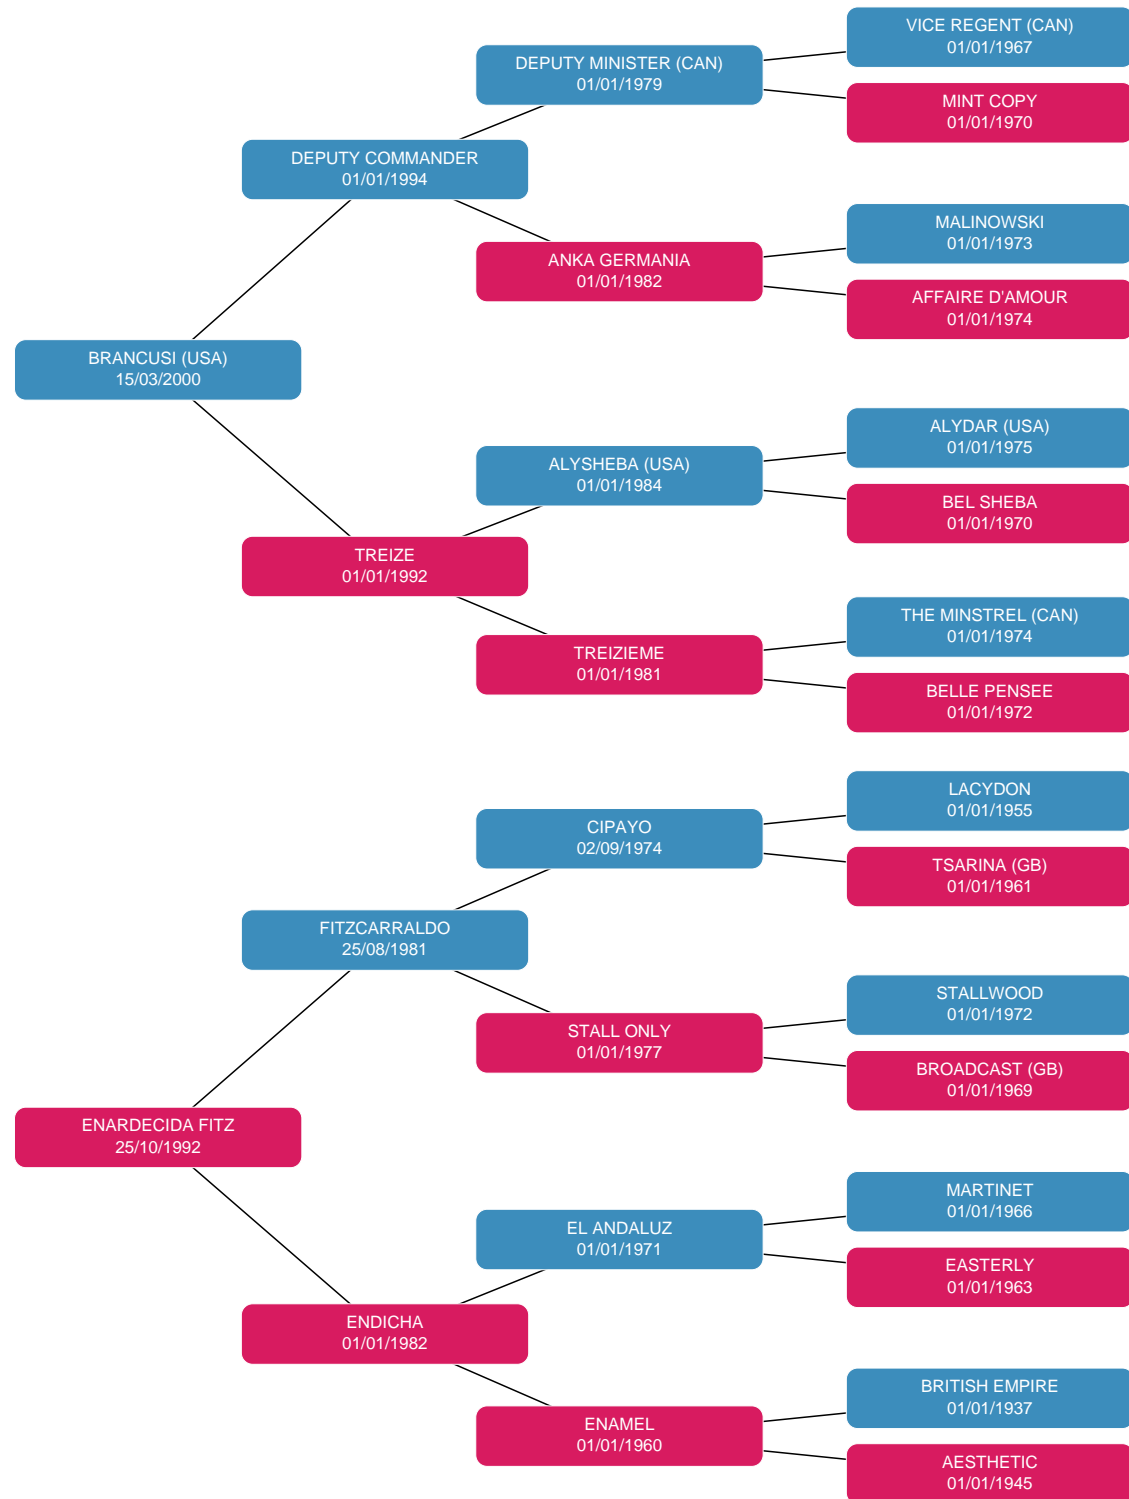 VICE REGENT (CAN)
01/01/1967
DEPUTY MINISTER (CAN)
01/01/1979
MINT COPY
01/01/1970
DEPUTY COMMANDER
01/01/1994
MALINOWSKI
01/01/1973
ANKA GERMANIA
01/01/1982
AFFAIRE D'AMOUR
01/01/1974
BRANCUSI (USA)
15/03/2000
ALYDAR (USA)
01/01/1975
ALYSHEBA (USA)
01/01/1984
BEL SHEBA
01/01/1970
TREIZE
01/01/1992
THE MINSTREL (CAN)
01/01/1974
TREIZIEME
01/01/1981
BELLE PENSEE
01/01/1972
LACYDON
01/01/1955
CIPAYO
02/09/1974
TSARINA (GB)
01/01/1961
FITZCARRALDO
25/08/1981
STALLWOOD
01/01/1972
STALL ONLY
01/01/1977
BROADCAST (GB)
01/01/1969
ENARDECIDA FITZ
25/10/1992
MARTINET
01/01/1966
EL ANDALUZ
01/01/1971
EASTERLY
01/01/1963
ENDICHA
01/01/1982
BRITISH EMPIRE
01/01/1937
ENAMEL
01/01/1960
AESTHETIC
01/01/1945